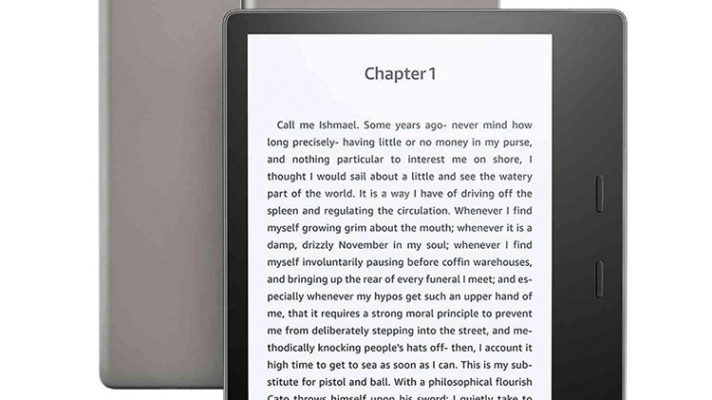 Chapter 1
Call me Ishmael. Some years ago- never mind how
long precisely- having little or no money in my purse,
and nothing particular to interest me on shore, I
thought I would sail about a little and see the watery
part of the world. It is a way I have of driving off the
spleen and regulating the circulation. Whenever I find
myself growing grim about the mouth; whenever it is a
damp, drizzly November in my soul; whenever I find
myself involuntarily pausing before coffin warehouses,
and bringing up the rear of every funeral I meet; and es-
pecially whenever my hypos get such an upper hand of
me, that it requires a strong moral principle to prevent
me from deliberately stepping into the street, and me-
thodically knocking people's hats off- then, I account it
high time to get to sea as soon as I can. This is my sub-
stitute for pistol and ball. With a philosophical flourish
Cato throws himself upon his sword; I quietly take to